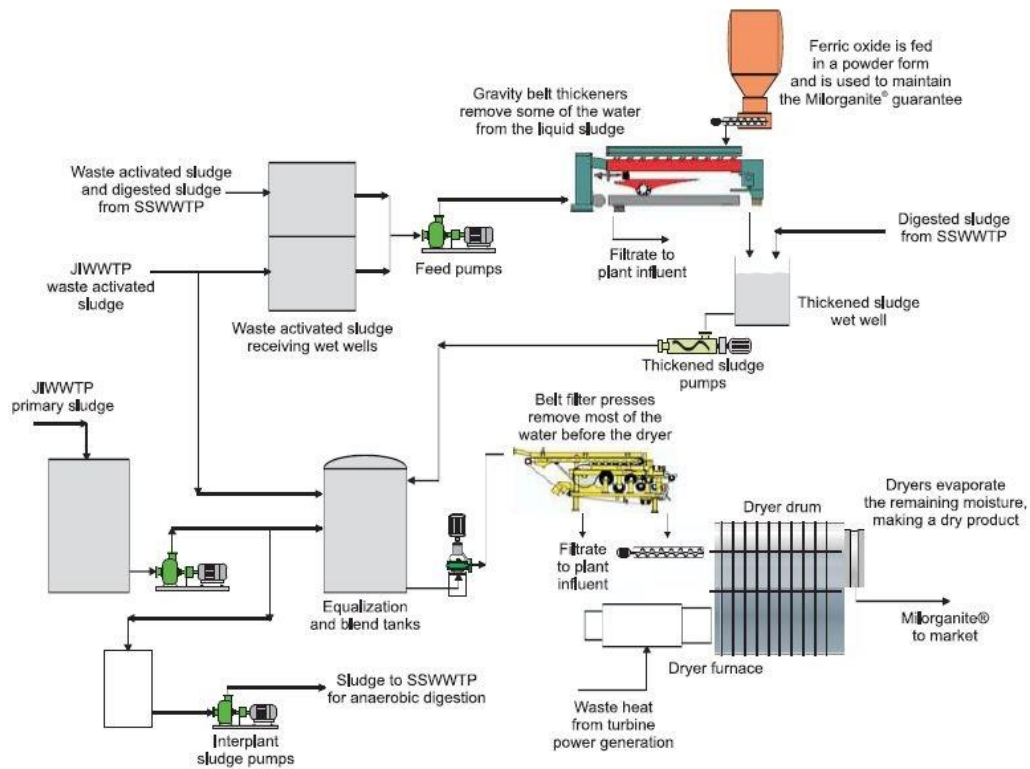 Ferric oxide is fed
in a powder form
and is used to maintain
the Milorganite® guarantee
Gravity belt thickeners
remove some of the water
from the liquid sludge
Waste activated sludge
and digested sludge
from SSWWTP
Digested sludge
from SSWWTP
Filtrate to
plant influent
Feed pumps
JIWWTP
waste activated
sludge
Thickened sludge
wet well
Waste activated sludge
receiving wet wells
Thickened sludge
pumps
JIWWTP
primary sludge
Belt filter presses
remove most of the
water before the dryer
Dryers evaporate
the remaining moisture,
making a dry product
Dryer drum
Filtrate
to plant
influent
Equalization
and blend tanks
Milorganite®
to market
Dryer furnace
Sludge to SSWWTP
for anaerobic digestion
Waste heat
from turbine
power generation
Interplant
sludge pumps